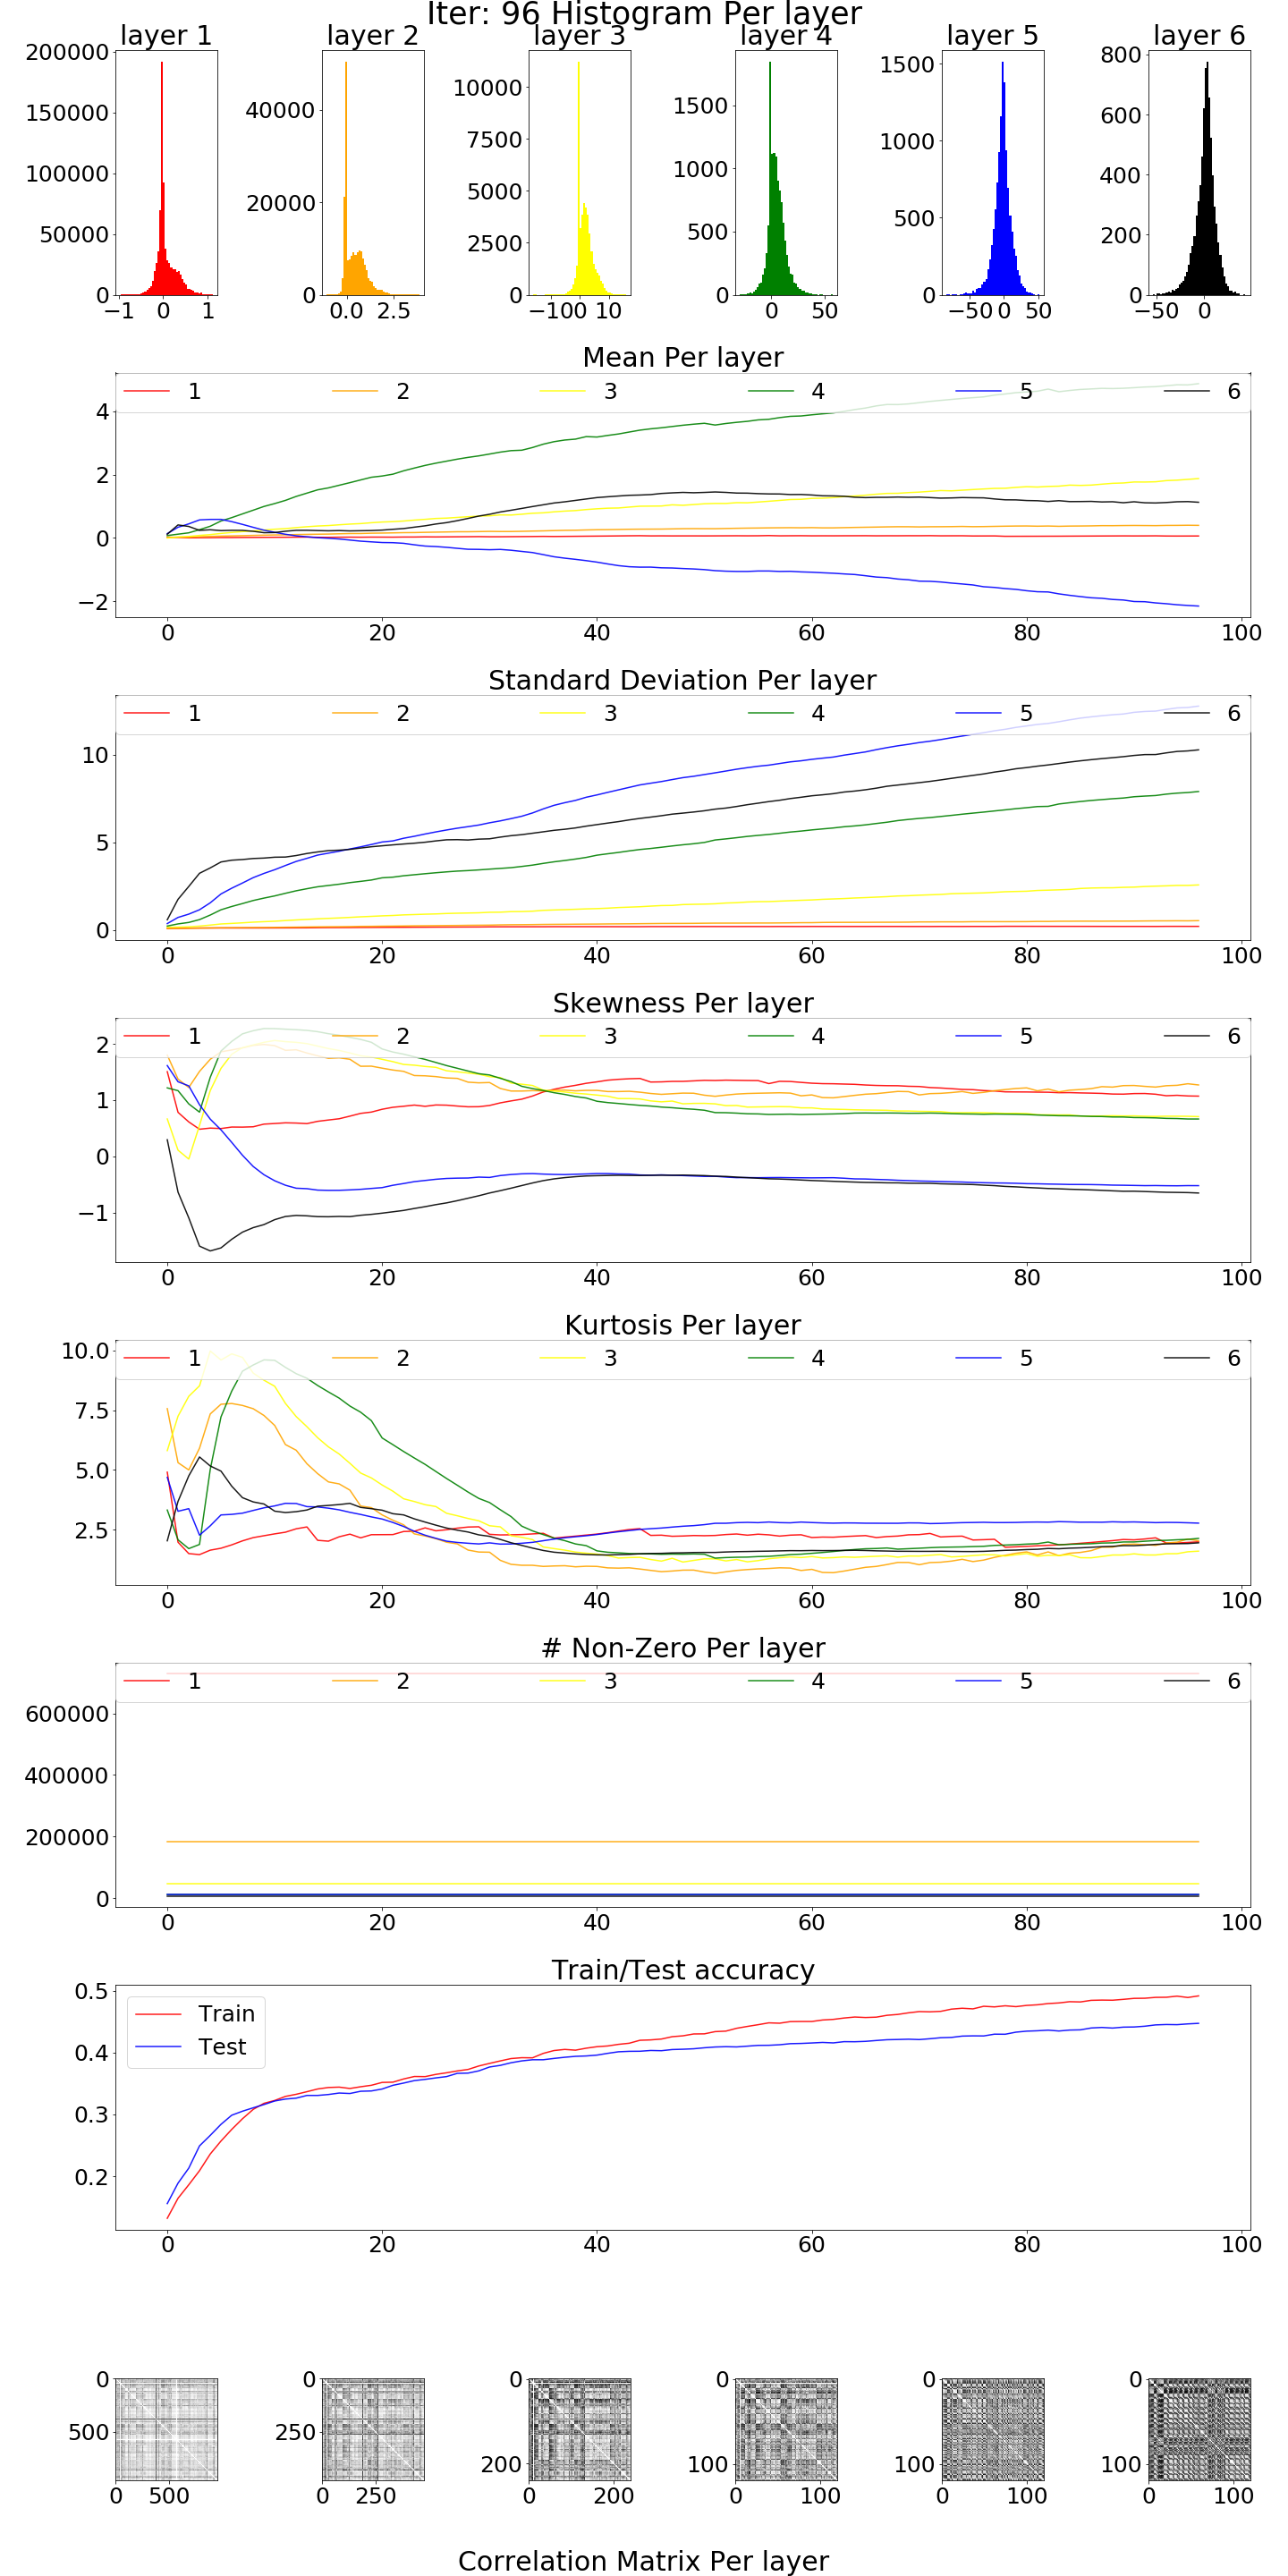 Iter: 96 Histogram Per layer
layer 1 layer 2 layer 3 layer 4 layer 5 layer 6
200000 150000 100000 50000 0
−1 0 1
40000 20000 0
0.0 2.5
10000 7500 5000 2500 0
−10 0 10
1500 1000 500 0
0 50
1500 1000 500 0
−50 0 50
800 600 400 200 0
−50 0
Mean Per layer
1 2 3 4 5 6
4
2
0
−2
0 20 40 60 80 100
Standard Deviation Per layer
1 2 3 4 5 6
10
5
0
0 20 40 60 80 100
Skewness Per layer
1 2 3 4 5 6
2
1
0
−1
0 20 40 60 80 100
Kurtosis Per layer
1 2 3 4 5 6
10.0
7.5
5.0
2.5
0 20 40 60 80 100
# Non-Zero Per layer
1 2 3 4 5 6
600000
400000
200000
0
0 20 40 60 80 100
Train/Test accuracy
Train
Test
0.5
0.4
0.3
0.2
0 20 40 60 80 100
0 500
0 500
0 250
0 250
0 200
0 200
0 100
0 100
0 100
0 100
0 100
0 100
Correlation Matrix Per layer